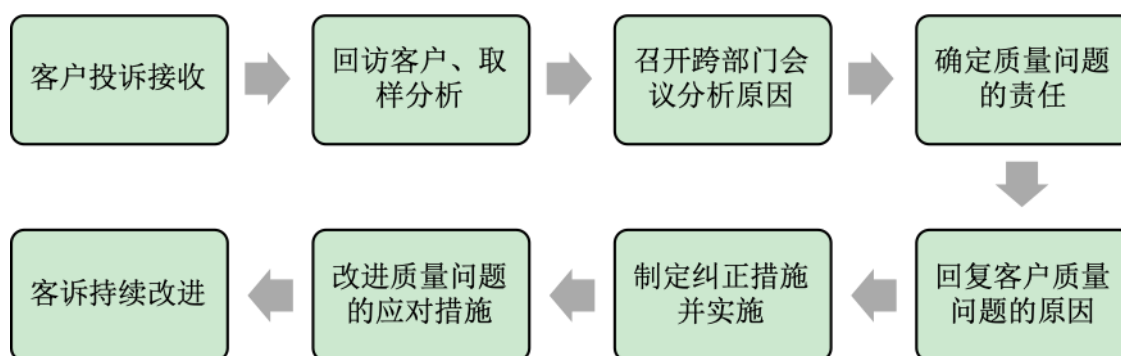 客户投诉接收
回访客户、取
样分析
召开跨部门会
议分析原因
确定质量问题
的责任
回复客户质量
问题的原因
制定纠正措施
并实施
改进质量问题
的应对措施
客诉持续改进